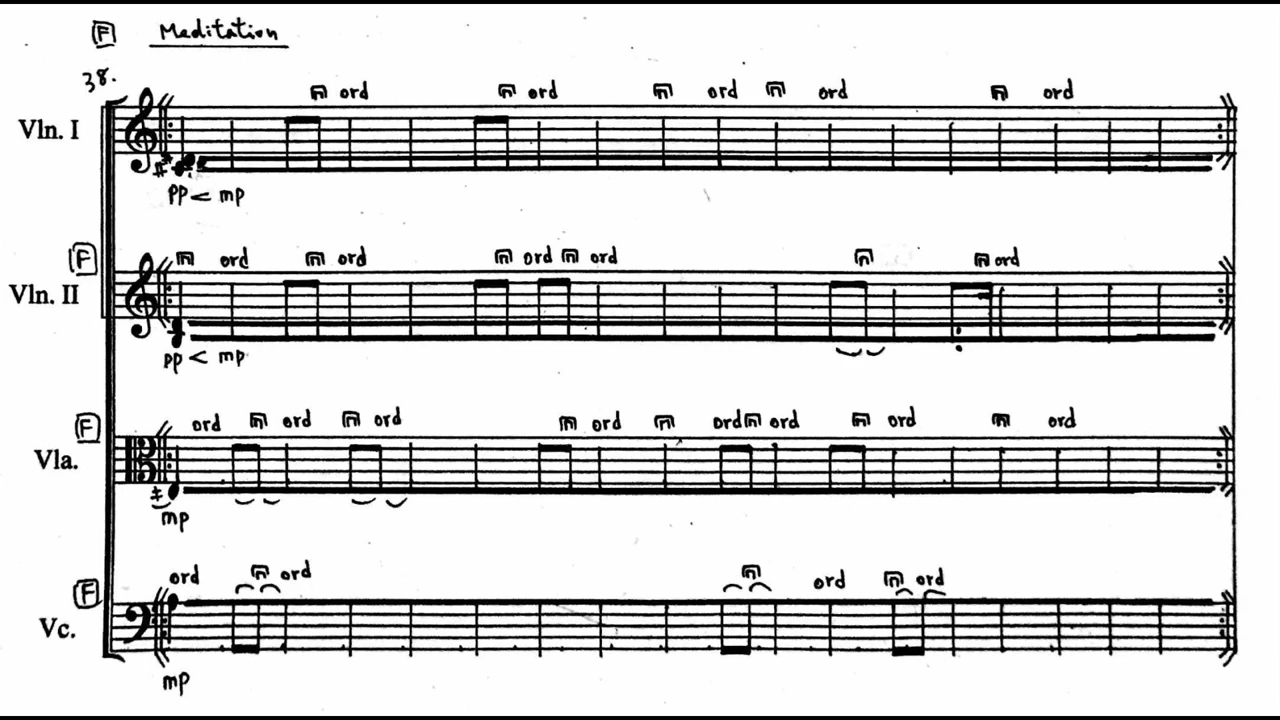 F Meditation
38.
ord ord ord ord ord
Vln. I
pp < mp
F ord ord ord ord ord
Vln. II
pp < mp
F ord ord ord ord ord ord ord ord
Vla.
mp
F ord ord ord ord
Vc.
mp